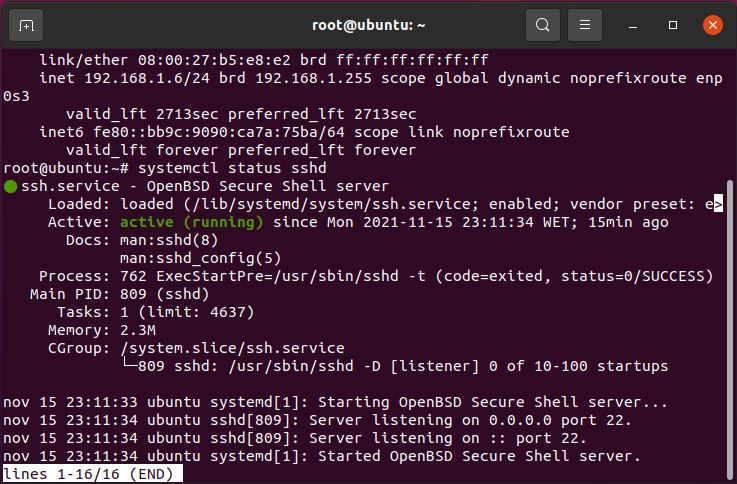 root@ubuntu: ~
link/ether 08:00:27:b5:e8:e2 brd ff:ff:ff:ff:ff:ff
inet 192.168.1.6/24 brd 192.168.1.255 scope global dynamic noprefixroute enp
0s3
valid_lft 2713sec preferred_lft 2713sec
inet6 fe80::bb9c:9090:ca7a:75ba/64 scope link noprefixroute
valid_lft forever preferred_lft forever
root@ubuntu:~# systemctl status sshd
ssh.service - OpenBSD Secure Shell server
Loaded: loaded (/lib/systemd/system/ssh.service; enabled; vendor preset: e>
Active: active (running) since Mon 2021-11-15 23:11:34 WET; 15min ago
Docs: man:sshd(8)
man:sshd_config(5)
Process: 762 ExecStartPre=/usr/sbin/sshd -t (code=exited, status=0/SUCCESS)
Main PID: 809 (sshd)
Tasks: 1 (limit: 4637)
Memory: 2.3M
CGroup: /system.slice/ssh.service
└─809 sshd: /usr/sbin/sshd -D [listener] 0 of 10-100 startups
nov 15 23:11:33 ubuntu systemd[1]: Starting OpenBSD Secure Shell server...
nov 15 23:11:34 ubuntu sshd[809]: Server listening on 0.0.0.0 port 22.
nov 15 23:11:34 ubuntu sshd[809]: Server listening on :: port 22.
nov 15 23:11:34 ubuntu systemd[1]: Started OpenBSD Secure Shell server.
lines 1-16/16 (END)